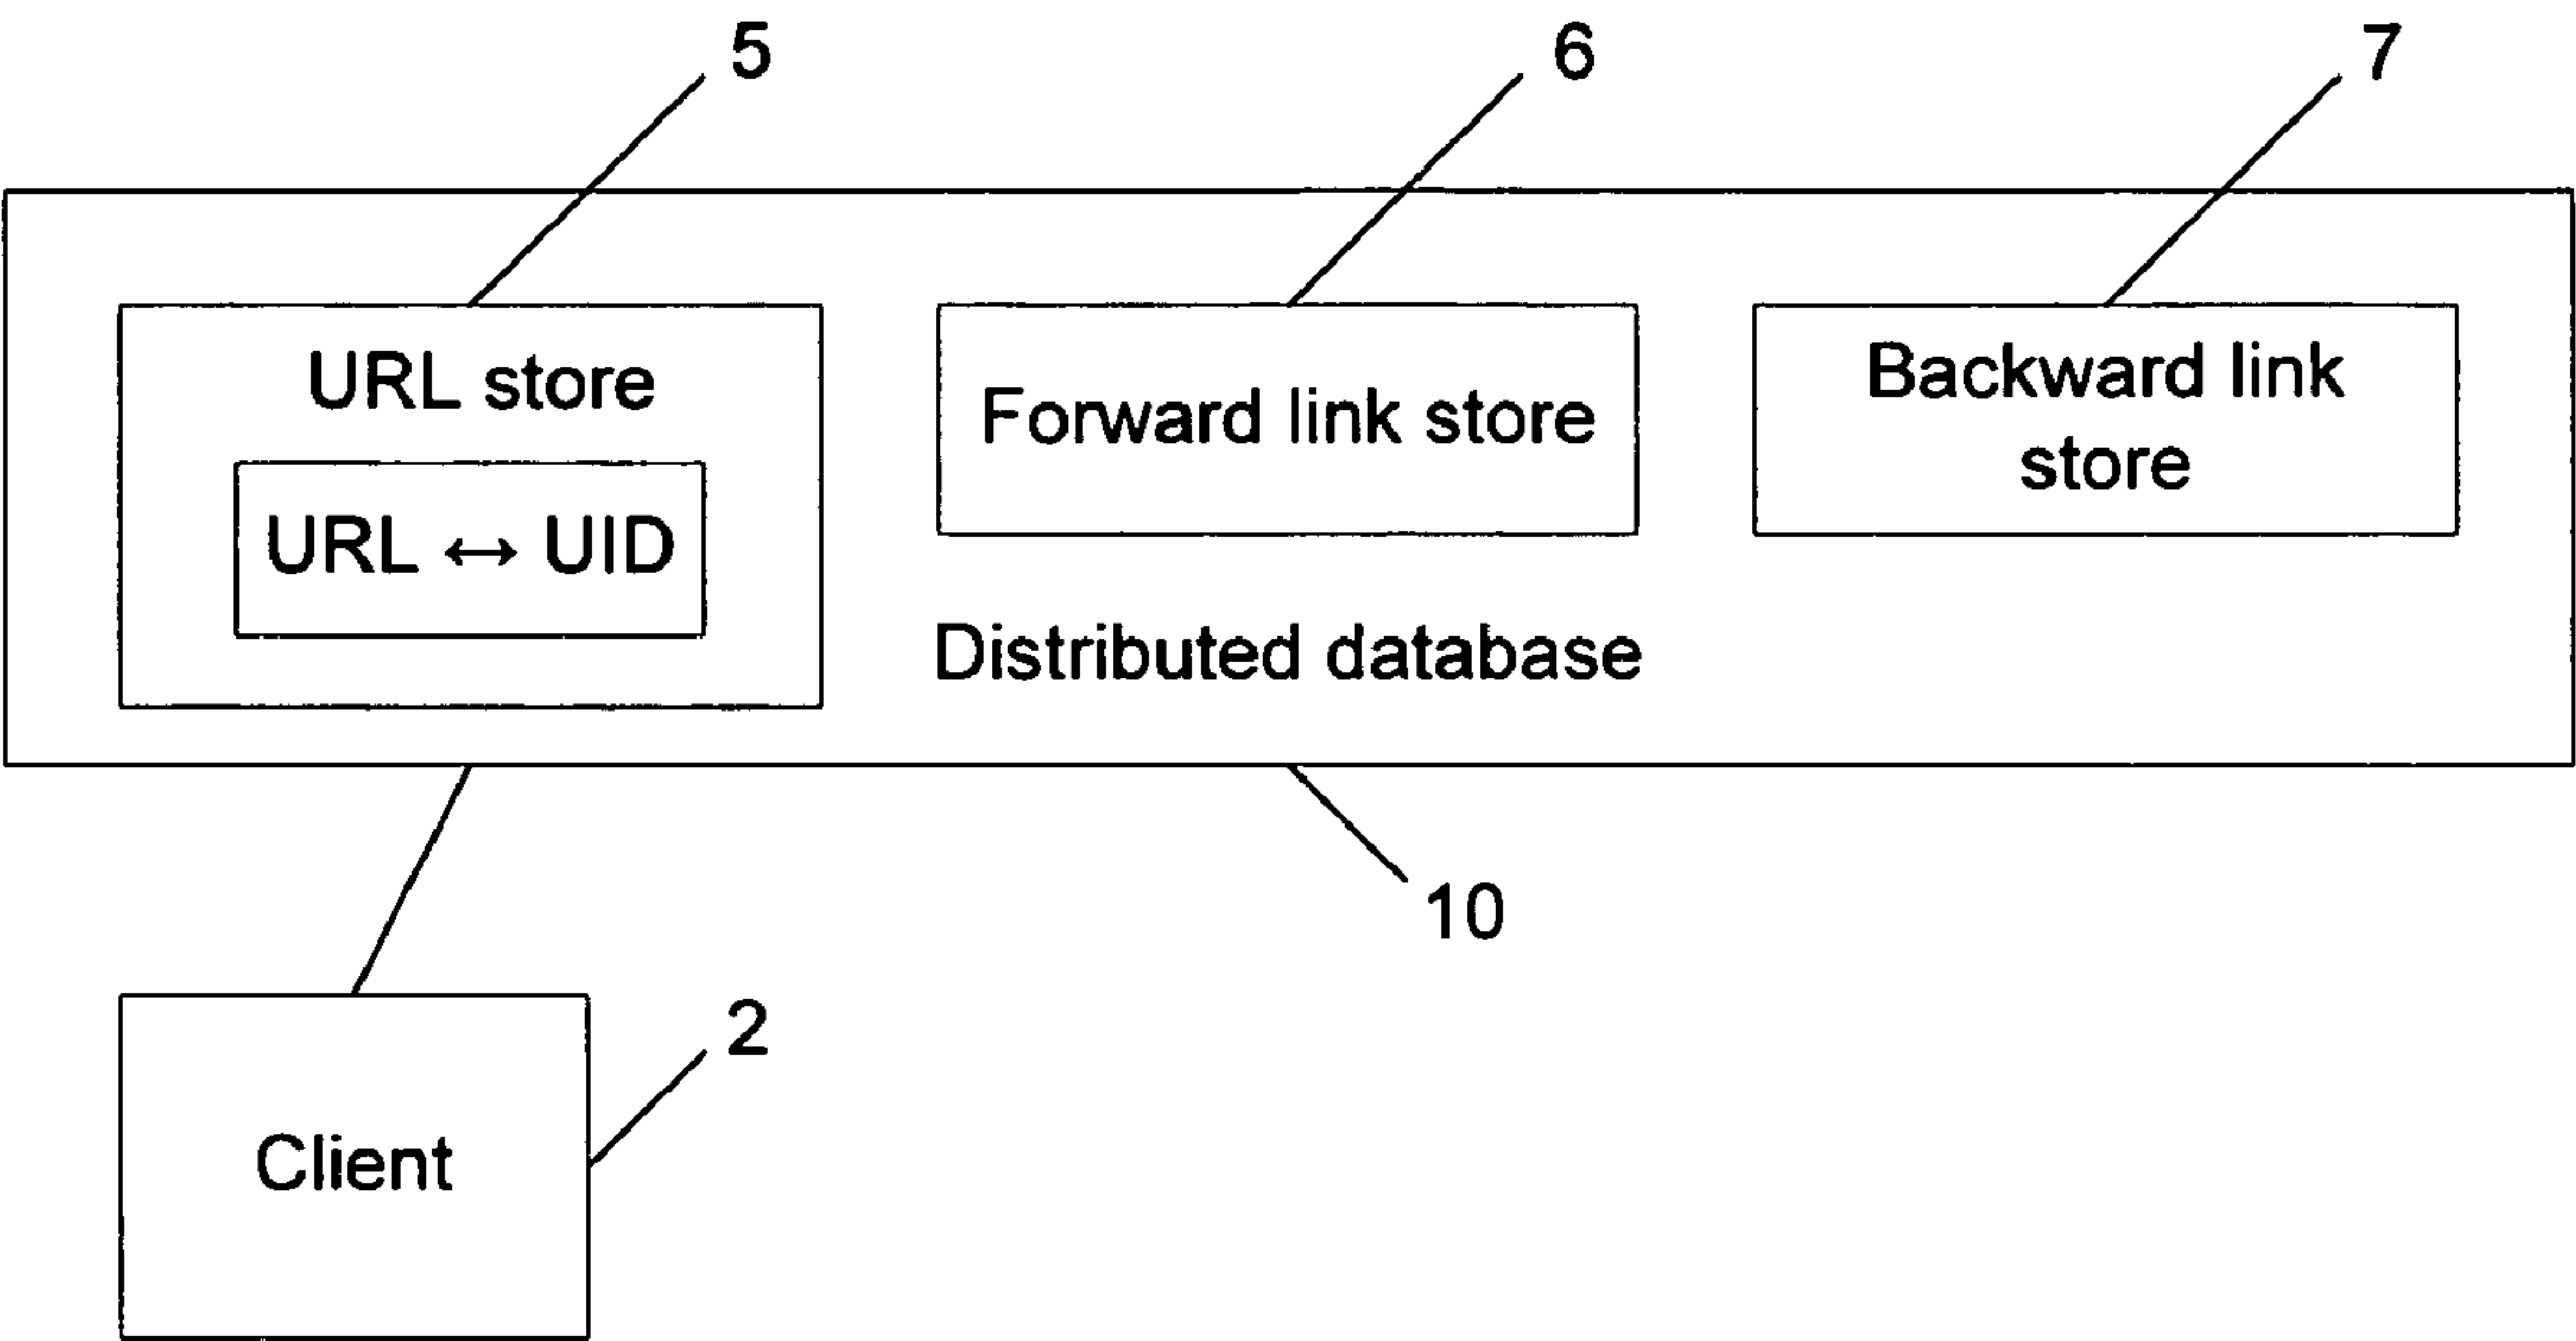 5
6
7
URL store
Forward link store
Backward link
store
URL ↔ UID
Distributed database
10
2
Client